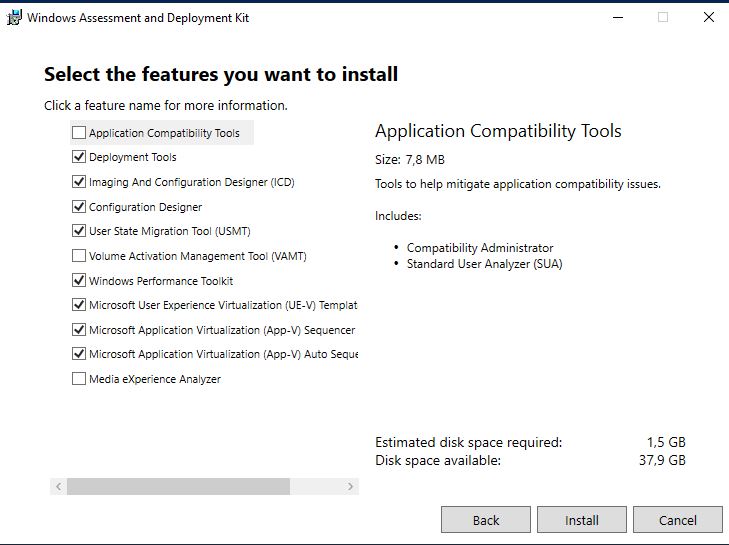 Windows Assessment and Deployment Kit
Select the features you want to install
Click a feature name for more information.
Application Compatibility Tools
Deployment Tools
Imaging And Configuration Designer (ICD)
Configuration Designer
User State Migration Tool (USMT)
Volume Activation Management Tool (VAMT)
Windows Performance Toolkit
Microsoft User Experience Virtualization (UE-V) Templat
Microsoft Application Virtualization (App-V) Sequencer
Microsoft Application Virtualization (App-V) Auto Seque
Media eXperience Analyzer
Application Compatibility Tools
Size: 7,8 MB
Tools to help mitigate application compatibility issues.
Includes:
• Compatibility Administrator
• Standard User Analyzer (SUA)
Estimated disk space required: 1,5 GB
Disk space available: 37,9 GB
Back Install Cancel